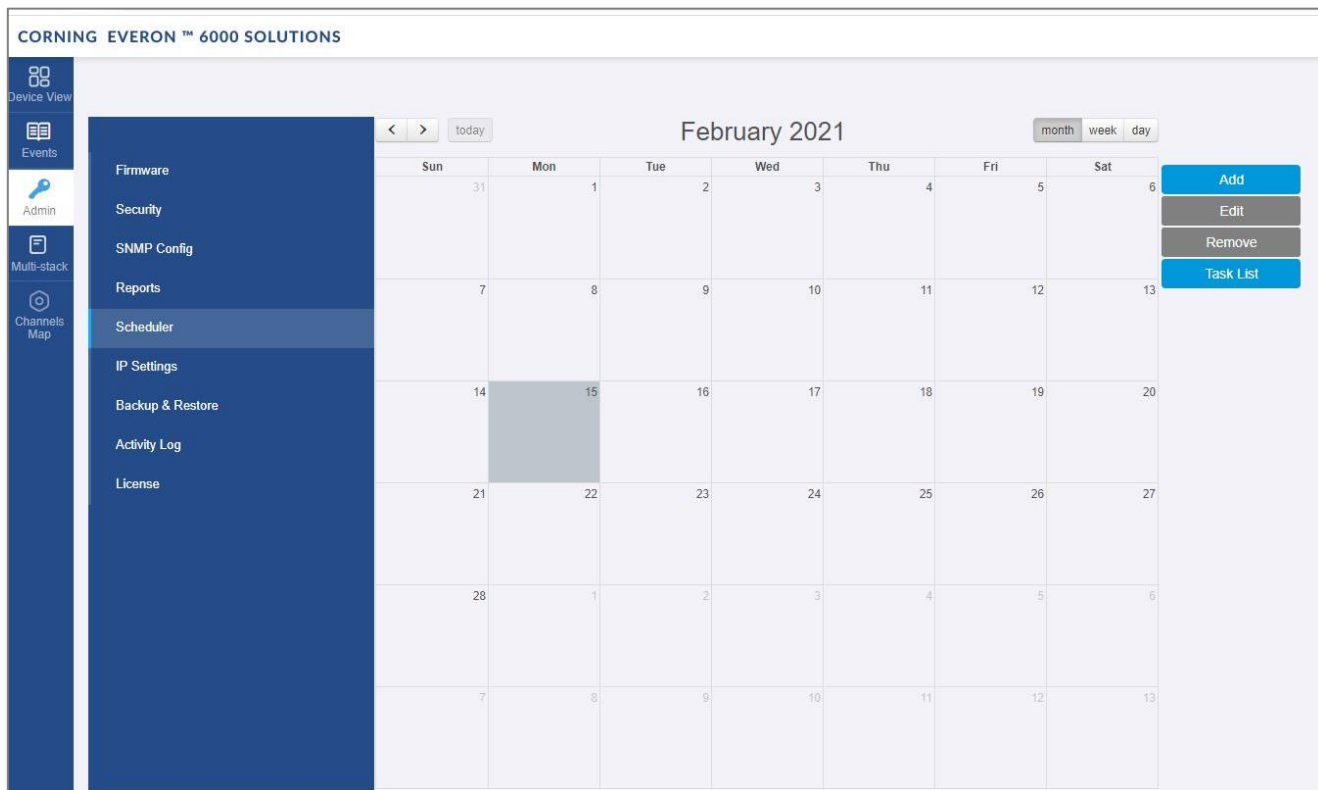 CORNING EVERON ™ 6000 SOLUTIONS
Device View
Events
Admin
Multi-stack
Channels
Map
Firmware
Security
SNMP Config
Reports
Scheduler
IP Settings
Backup & Restore
Activity Log
License
< > today
February 2021
month week day
Sun Mon Tue Wed Thu Fri Sat
31 1 2 3 4 5 6
7 8 9 10 11 12 13
14 15 16 17 18 19 20
21 22 23 24 25 26 27
28 1 2 3 4 5 6
7 8 9 10 11 12 13
Add
Edit
Remove
Task List